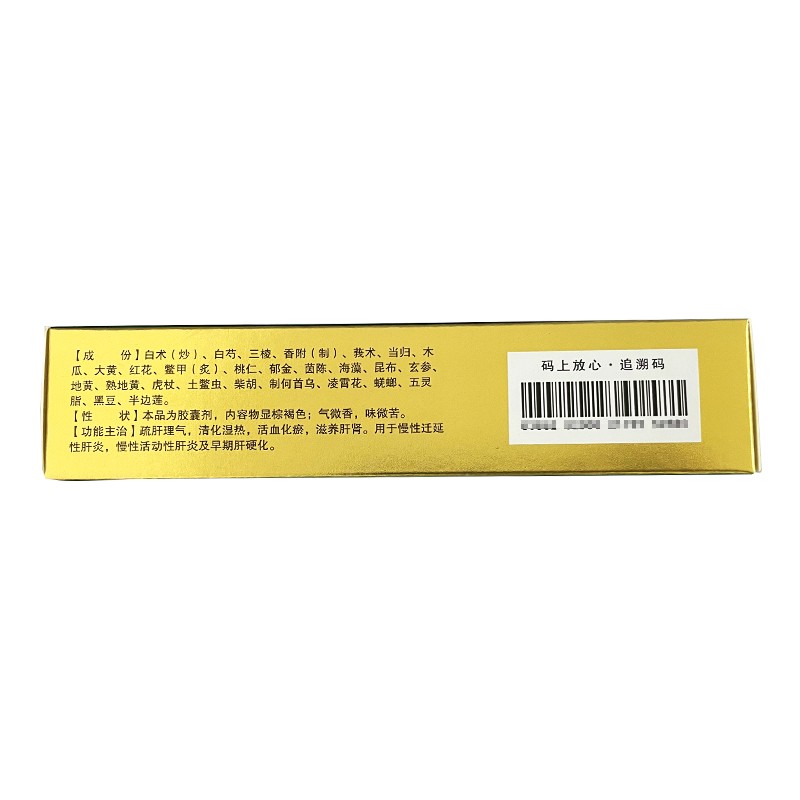 【成　　份】白术（炒）、白芍、三棱、香附（制）、莪术、当归、木
瓜、大黄、红花、鳖甲（炙）、桃仁、郁金、茵陈、海藻、昆布、玄参、
地黄、熟地黄、虎杖、土鳖虫、柴胡、制何首乌、凌霄花、蜣螂、五灵
脂、黑豆、半边莲。
【性　　状】本品为胶囊剂，内容物显棕褐色；气微香，味微苦。
【功能主治】疏肝理气，清化湿热，活血化瘀，滋养肝肾。用于慢性迁延
性肝炎，慢性活动性肝炎及早期肝硬化。
码上放心·追溯码